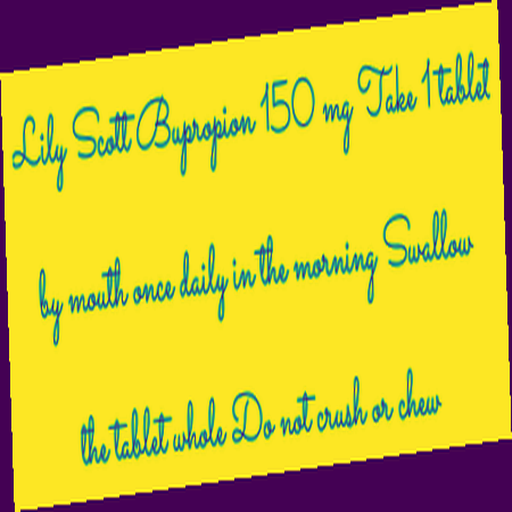 Lily Scott Bupropion 150 mg Take 1 tablet
by mouth once daily in the morning Swallow
the tablet whole Do not crush or chew